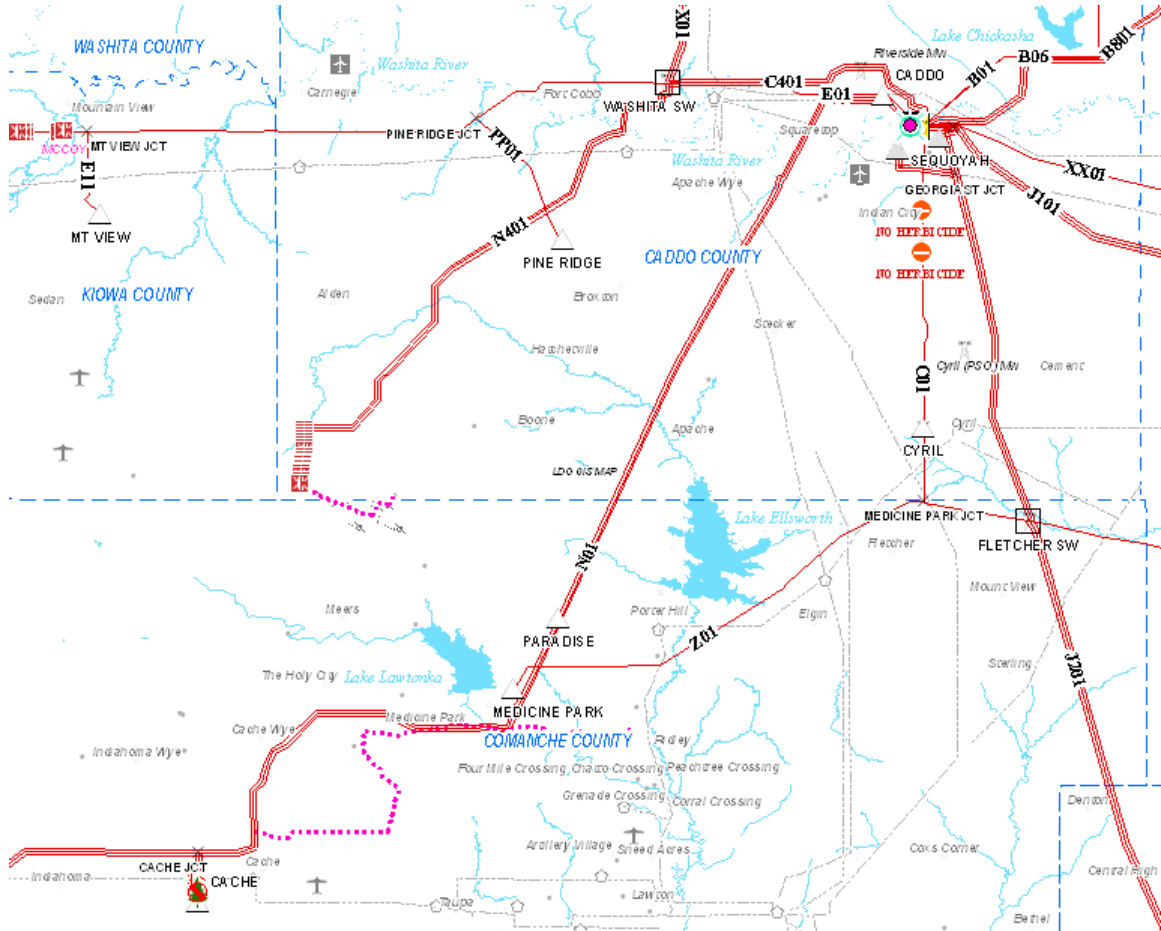 WASHITA COUNTY
Washita River
Carnegie
Mountain View
MCCOY
MT VIEW JCT
E11
MT VIEW
KIOWA COUNTY
Sedan
PINE RIDGE JCT
PP01
PINE RIDGE
Fort Cobb
X01
WASHITA SW
C401
E01
Lake Chickasha
Riverside Mw
CADDO
B01
B06
B801
Squaretop
Washita River
Apache Wye
SEQUOYAH
GEORGIA ST JCT
XX01
J101
Indian City
NO HERBICIDE
NO HERBICIDE
N401
CADDO COUNTY
Alden
Broxton
Stecker
Hatchetville
Boone
Apache
C01
Cyril (PSO) Mw
Cement
Cyril
CYRIL
LDO GIS MAP
Lake Ellsworth
MEDICINE PARK JCT
Fletcher
FLETCHER SW
Mount View
N01
Meers
PARADISE
Porter Hill
Elgin
Z01
Sterling
J201
The Holy City
Lake Lawtonka
MEDICINE PARK
Medicine Park
Cache Wye
Indiahoma Wye
COMANCHE COUNTY
Ridley
Four Mile Crossing
Chatto Crossing
Peachtree Crossing
Grenade Crossing
Corral Crossing
Denton
Artillery Village
Sneed Acres
Coxs Corner
Central High
CACHE JCT
Cache
CACHE
Indiahoma
Taupa
Lawton
Bethel